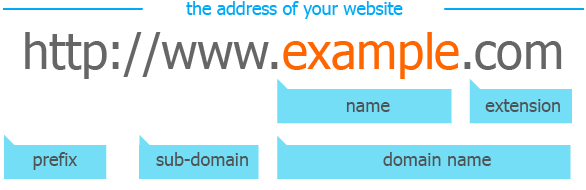 the address of your website
http://www.example.com
name extension
prefix sub-domain domain name